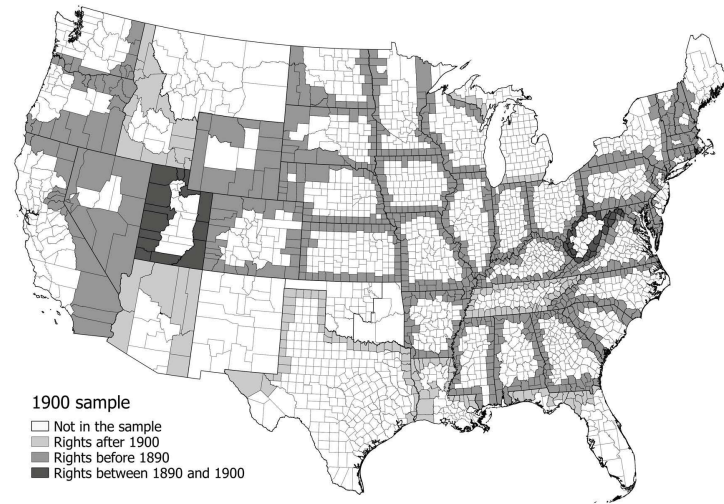 1900 sample
Not in the sample
Rights after 1900
Rights before 1890
Rights between 1890 and 1900